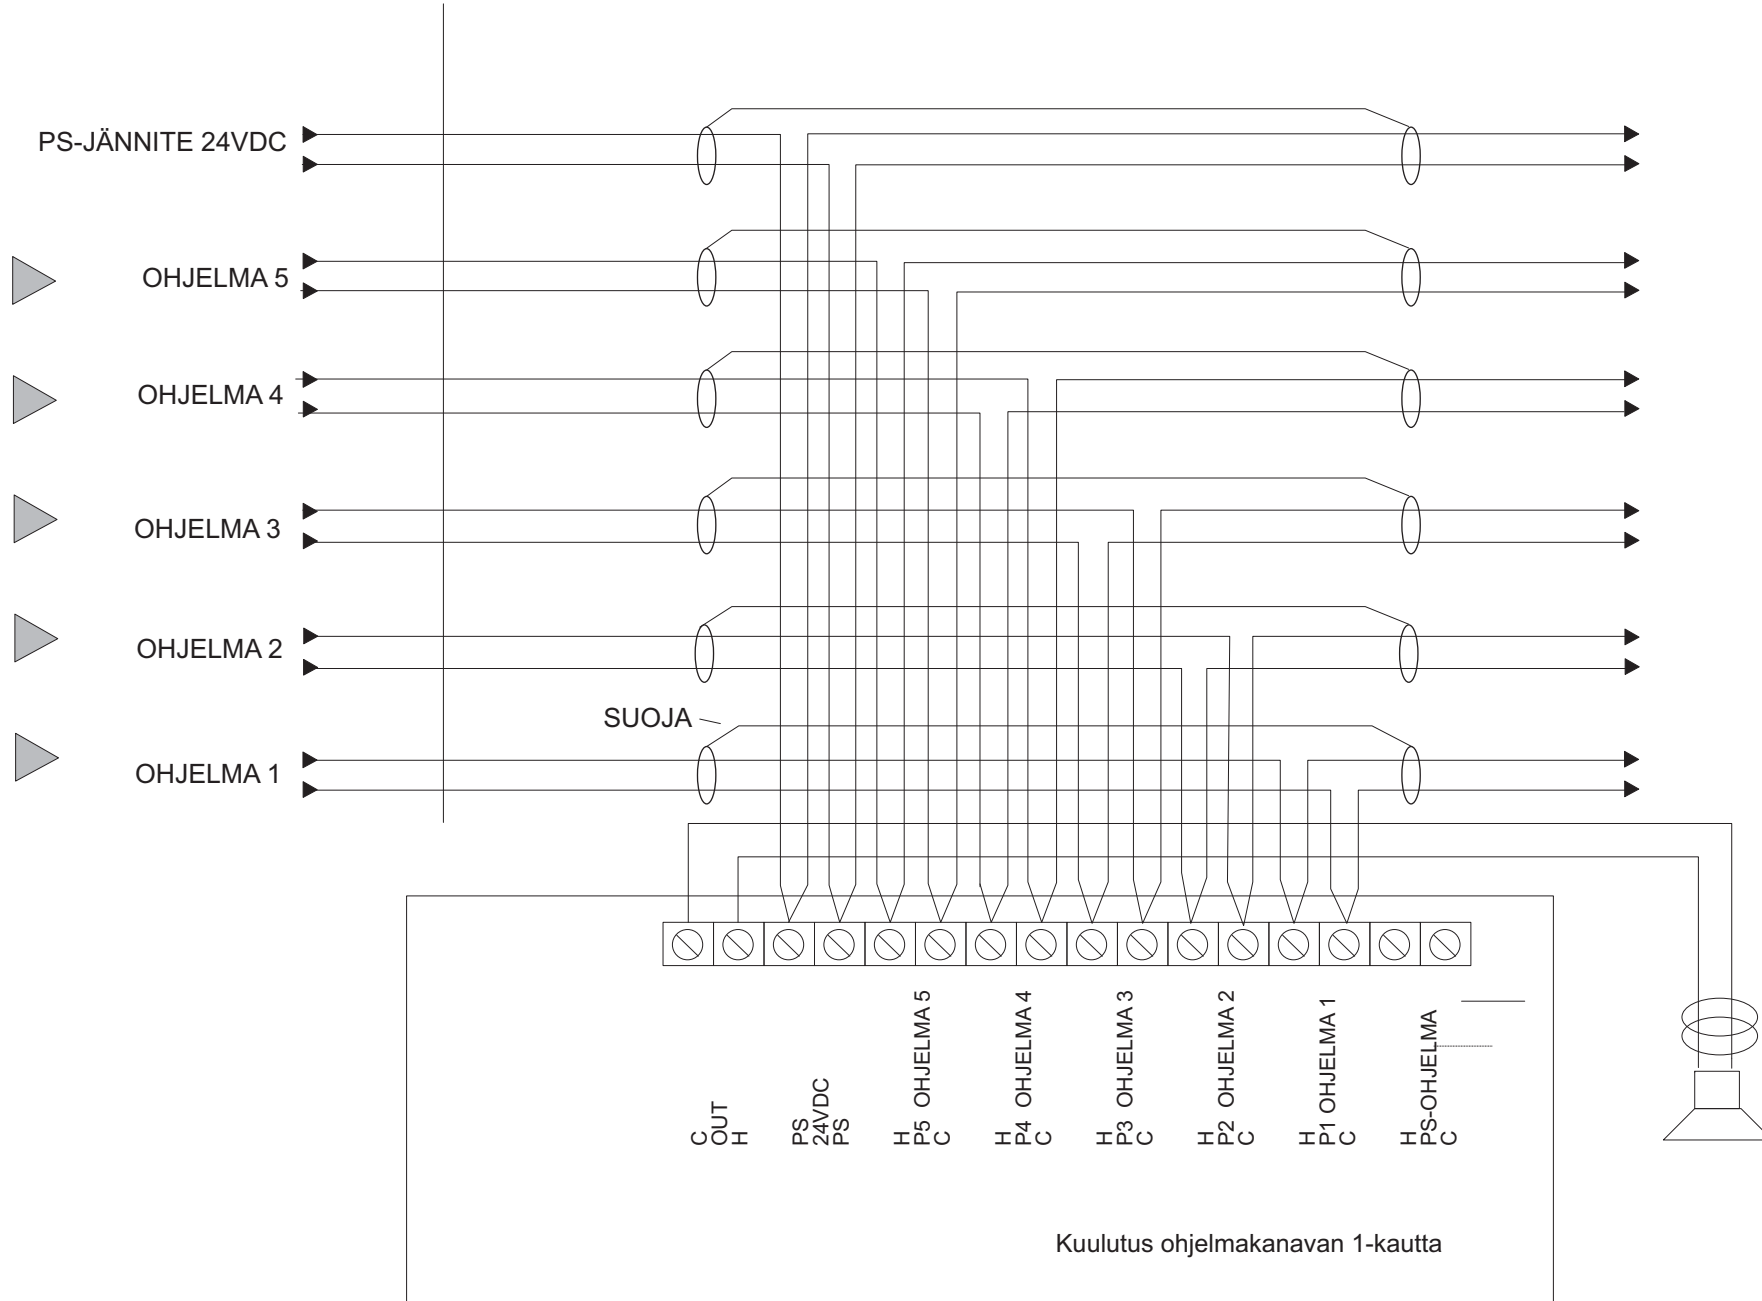 PS-JÄNNITE 24VDC
OHJELMA 5
OHJELMA 4
OHJELMA 3
OHJELMA 2
SUOJA
OHJELMA 1
C
OUT
H
PS
24VDC
PS
H
P5 OHJELMA 5
C
H
P4 OHJELMA 4
C
H
P3 OHJELMA 3
C
H
P2 OHJELMA 2
C
H
P1 OHJELMA 1
C
H
PS-OHJELMA
C
Kuulutus ohjelmakanavan 1-kautta